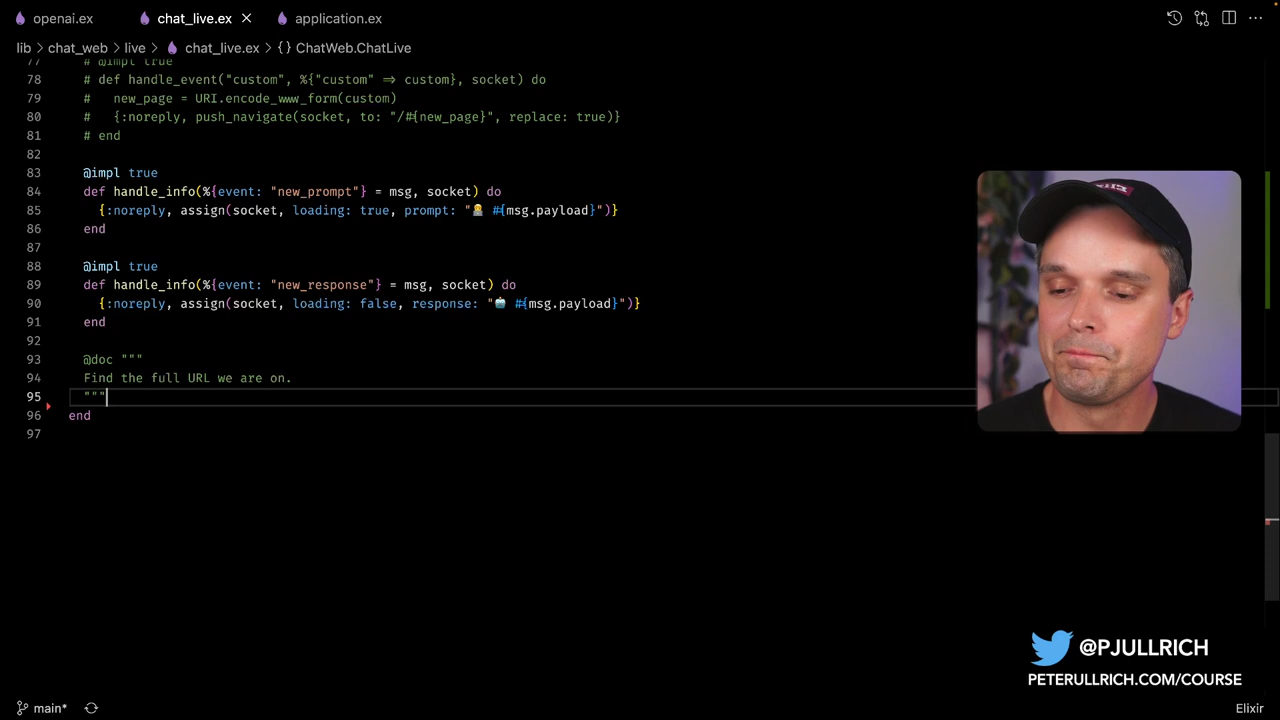 openai.ex
chat_live.ex
application.ex
lib > chat_web > live > chat_live.ex > {} ChatWeb.ChatLive
77 # @impl true
78 # def handle_event("custom", %{"custom" => custom}, socket) do
79 #   new_page = URI.encode_www_form(custom)
80 #   {:noreply, push_navigate(socket, to: "/#{new_page}", replace: true)}
81 # end
82
83 @impl true
84 def handle_info(%{event: "new_prompt"} = msg, socket) do
85   {:noreply, assign(socket, loading: true, prompt: "🧑‍💻 #{msg.payload}")}
86 end
87
88 @impl true
89 def handle_info(%{event: "new_response"} = msg, socket) do
90   {:noreply, assign(socket, loading: false, response: "🤖 #{msg.payload}")}
91 end
92
93 @doc """
94 Find the full URL we are on.
95 """
96 end
97
@PJULLRICH
PETERULLRICH.COM/COURSE
main*
Elixir